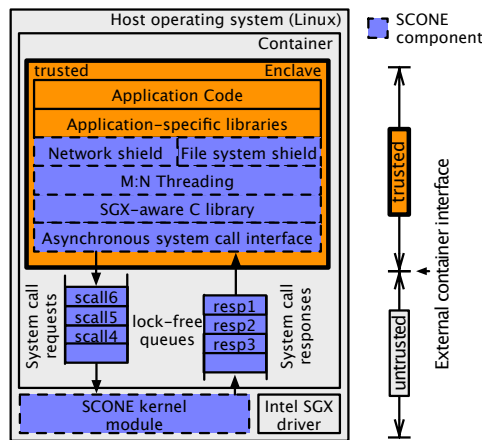 Host operating system (Linux)
Container
trusted
Enclave
Application Code
Application-specific libraries
Network shield
File system shield
M:N Threading
SGX-aware C library
Asynchronous system call interface
System call
requests
scall6
scall5
scall4
lock-free
queues
resp1
resp2
resp3
System call
responses
SCONE kernel
module
Intel SGX
driver
SCONE
component
trusted
untrusted
External container interface